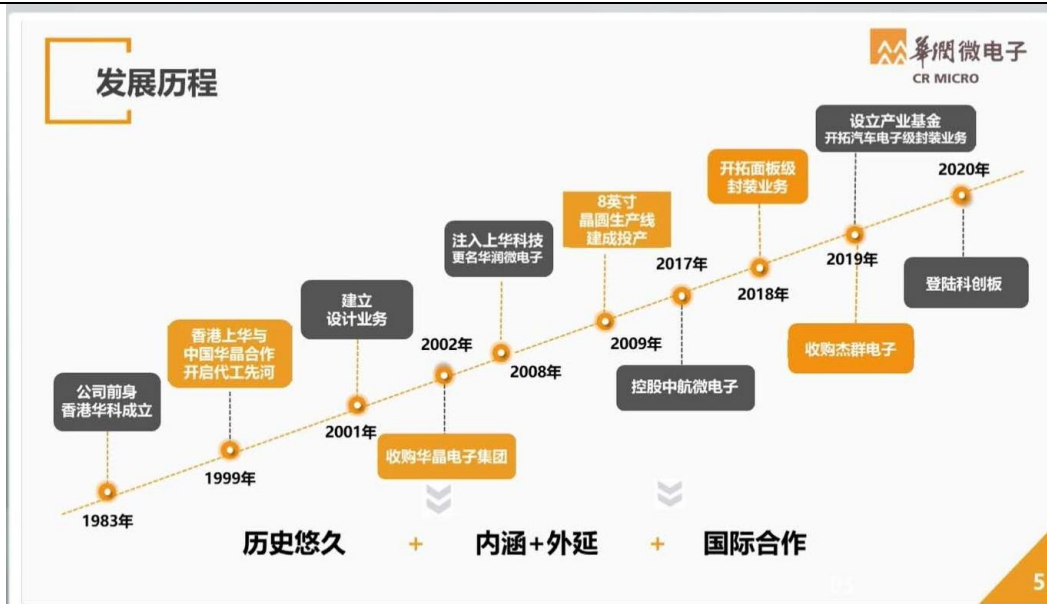 发展历程
華润微电子
CR MICRO
公司前身
香港华科成立
1983年
香港上华与
中国华晶合作
开启代工先河
1999年
建立
设计业务
2001年
2002年
收购华晶电子集团
注入上华科技
更名华润微电子
2008年
8英寸
晶圆生产线
建成投产
2009年
2017年
控股中航微电子
开拓面板级
封装业务
2018年
设立产业基金
开拓汽车电子级封装业务
2019年
收购杰群电子
2020年
登陆科创板
历史悠久 + 内涵+外延 + 国际合作
5